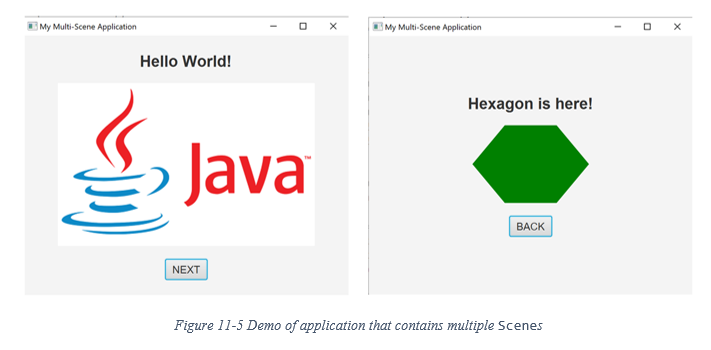 My Multi-Scene Application
Hello World!
Java™
NEXT
My Multi-Scene Application
Hexagon is here!
BACK
Figure 11-5 Demo of application that contains multiple Scenes